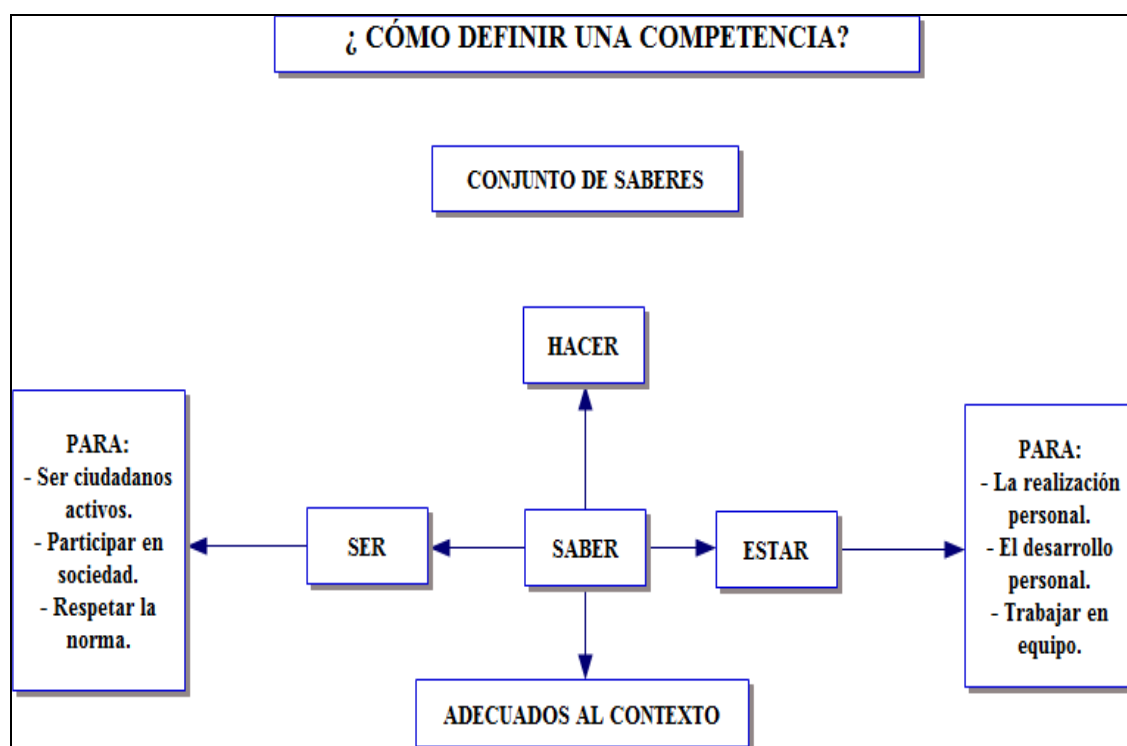 ¿ CÓMO DEFINIR UNA COMPETENCIA?
CONJUNTO DE SABERES
HACER
PARA:
- Ser ciudadanos
activos.
- Participar en
sociedad.
- Respetar la
norma.
SER
SABER
ESTAR
PARA:
- La realización
personal.
- El desarrollo
personal.
- Trabajar en
equipo.
ADECUADOS AL CONTEXTO